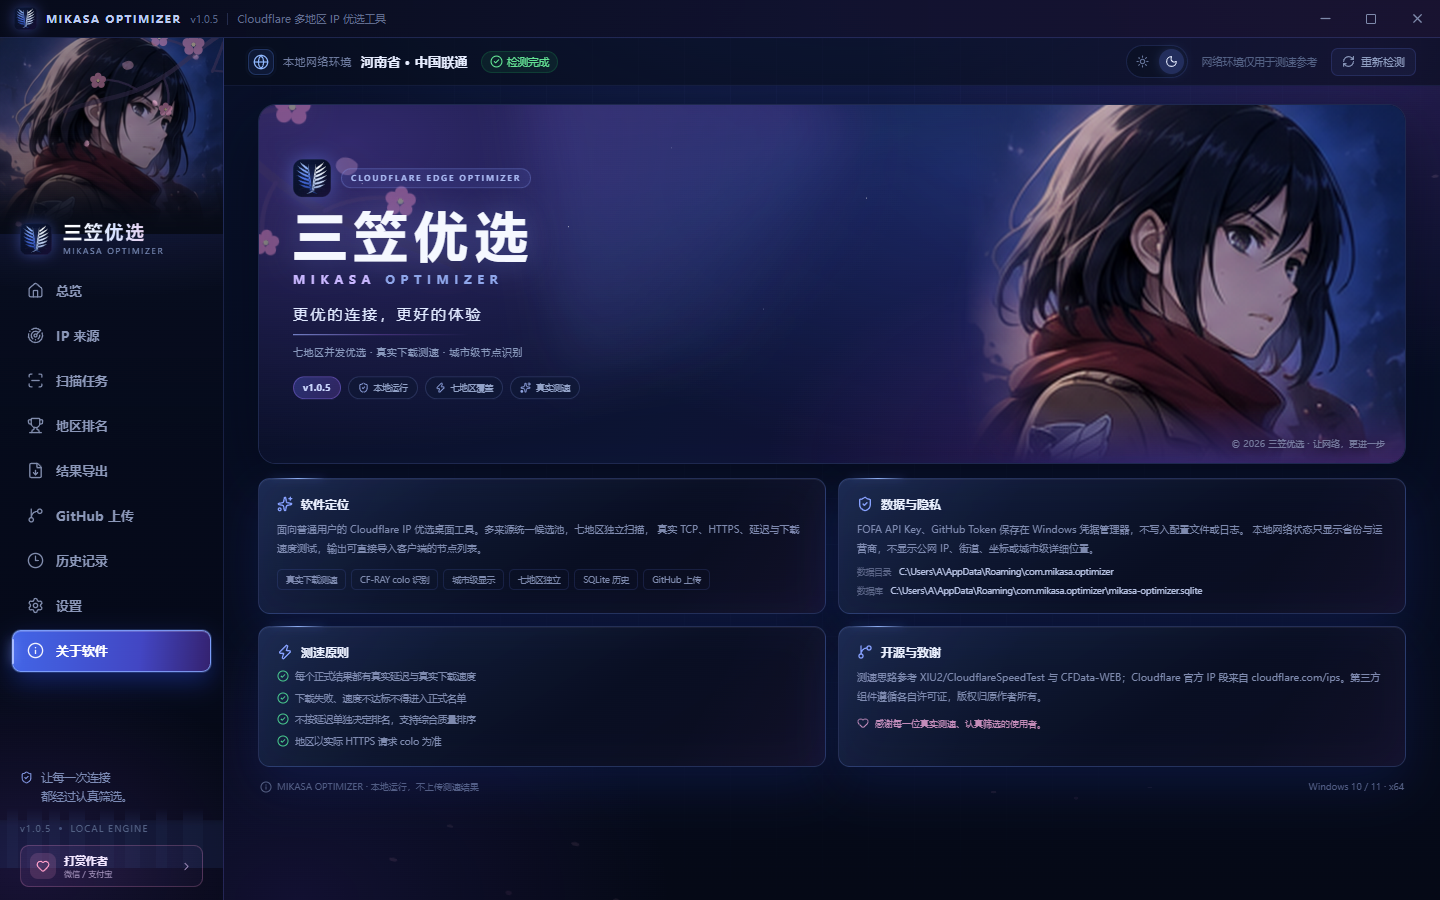 MIKASA OPTIMIZER v1.0.5 Cloudflare 多地区 IP 优选工具
本地网络环境 河南省 • 中国联通 检测完成 网络环境仅用于测速参考 重新检测
三笠优选
MIKASA OPTIMIZER
总览
IP 来源
扫描任务
地区排名
结果导出
GitHub 上传
历史记录
设置
关于软件
让每一次连接
都经过认真筛选。
v1.0.5 • LOCAL ENGINE
打赏作者
微信 / 支付宝
CLOUDFLARE EDGE OPTIMIZER
三笠优选
MIKASA OPTIMIZER
更优的连接，更好的体验
七地区并发优选 · 真实下载测速 · 城市级节点识别
v1.0.5 本地运行 七地区覆盖 真实测速
© 2026 三笠优选 · 让网络，更进一步
软件定位
面向普通用户的 Cloudflare IP 优选桌面工具。多来源统一候选池，七地区独立扫描， 真实 TCP、HTTPS、延迟与下载
速度测试，输出可直接导入客户端的节点列表。
真实下载测速 CF-RAY colo 识别 城市级显示 七地区独立 SQLite 历史 GitHub 上传
数据与隐私
FOFA API Key、GitHub Token 保存在 Windows 凭据管理器，不写入配置文件或日志。 本地网络状态只显示省份与运
营商，不显示公网 IP、街道、坐标或城市级详细位置。
数据目录 C:\Users\A\AppData\Roaming\com.mikasa.optimizer
数据库 C:\Users\A\AppData\Roaming\com.mikasa.optimizer\mikasa-optimizer.sqlite
测速原则
每个正式结果都有真实延迟与真实下载速度
下载失败、速度不达标不得进入正式名单
不按延迟单独决定排名，支持综合质量排序
地区以实际 HTTPS 请求 colo 为准
开源与致谢
测速思路参考 XIU2/CloudflareSpeedTest 与 CFData-WEB；Cloudflare 官方 IP 段来自 cloudflare.com/ips。第三方
组件遵循各自许可证，版权归原作者所有。
感谢每一位真实测速、认真筛选的使用者。
MIKASA OPTIMIZER · 本地运行，不上传测速结果
Windows 10 / 11 · x64